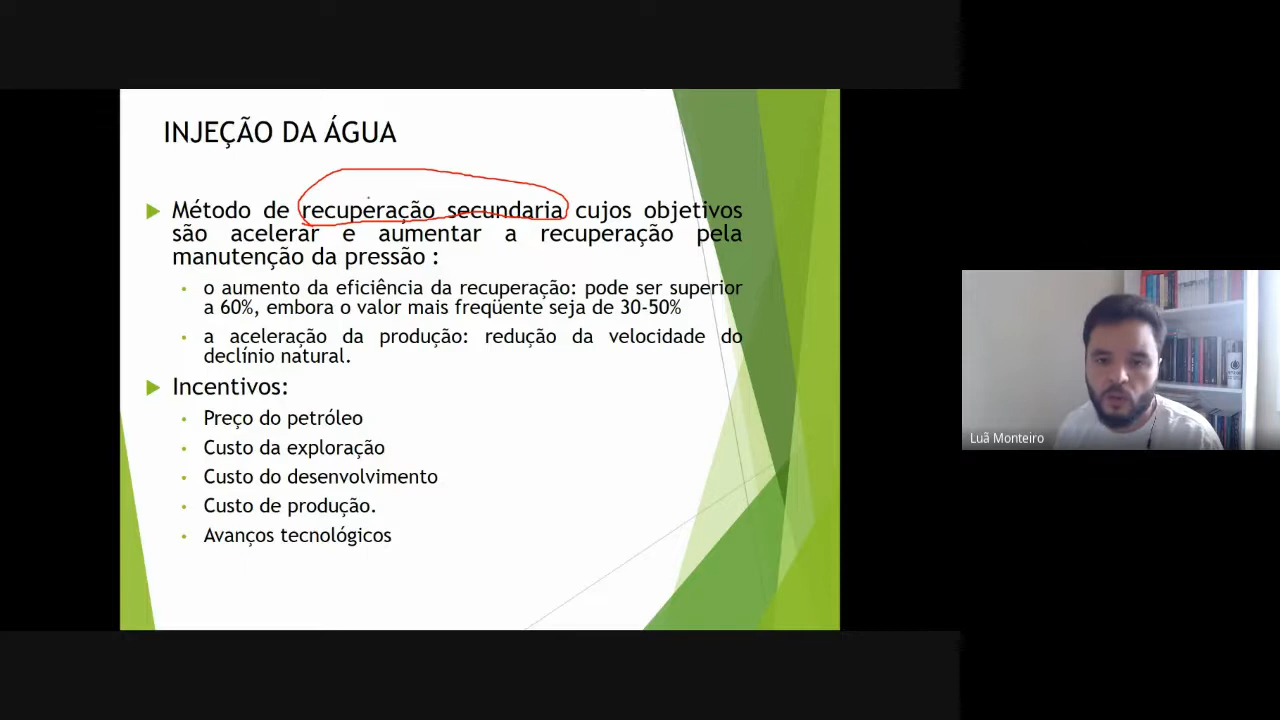 INJEÇÃO DA ÁGUA
Método de recuperação secundaria cujos objetivos
são acelerar e aumentar a recuperação pela
manutenção da pressão :
o aumento da eficiência da recuperação: pode ser superior
a 60%, embora o valor mais freqüente seja de 30-50%
a aceleração da produção: redução da velocidade do
declínio natural.
Incentivos:
Preço do petróleo
Custo da exploração
Custo do desenvolvimento
Custo de produção.
Avanços tecnológicos
Luã Monteiro